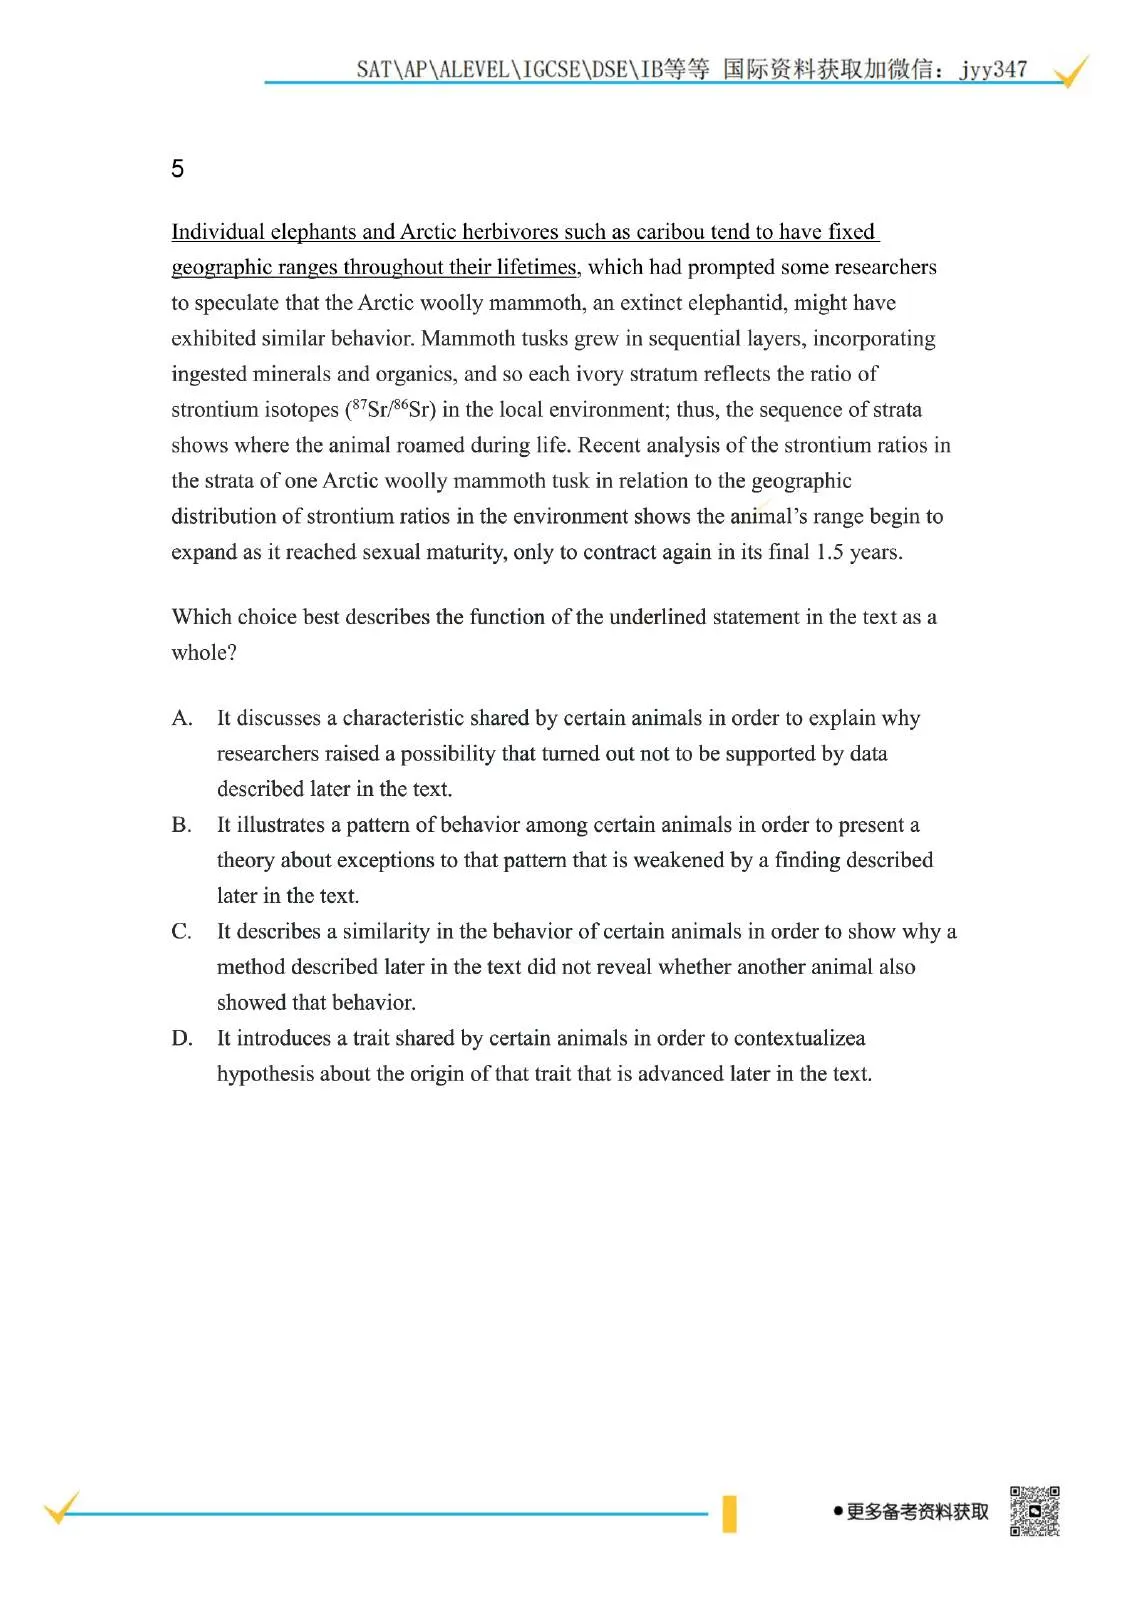 SAT\AP\ALEVEL\IGCSE\DSE\IB等等 国际资料获取加微信：jyy347
5
Individual elephants and Arctic herbivores such as caribou tend to have fixed
geographic ranges throughout their lifetimes, which had prompted some researchers
to speculate that the Arctic woolly mammoth, an extinct elephantid, might have
exhibited similar behavior. Mammoth tusks grew in sequential layers, incorporating
ingested minerals and organics, and so each ivory stratum reflects the ratio of
strontium isotopes (⁸⁷Sr/⁸⁶Sr) in the local environment; thus, the sequence of strata
shows where the animal roamed during life. Recent analysis of the strontium ratios in
the strata of one Arctic woolly mammoth tusk in relation to the geographic
distribution of strontium ratios in the environment shows the animal’s range begin to
expand as it reached sexual maturity, only to contract again in its final 1.5 years.
Which choice best describes the function of the underlined statement in the text as a
whole?
A. It discusses a characteristic shared by certain animals in order to explain why
researchers raised a possibility that turned out not to be supported by data
described later in the text.
B. It illustrates a pattern of behavior among certain animals in order to present a
theory about exceptions to that pattern that is weakened by a finding described
later in the text.
C. It describes a similarity in the behavior of certain animals in order to show why a
method described later in the text did not reveal whether another animal also
showed that behavior.
D. It introduces a trait shared by certain animals in order to contextualizea
hypothesis about the origin of that trait that is advanced later in the text.
●更多备考资料获取